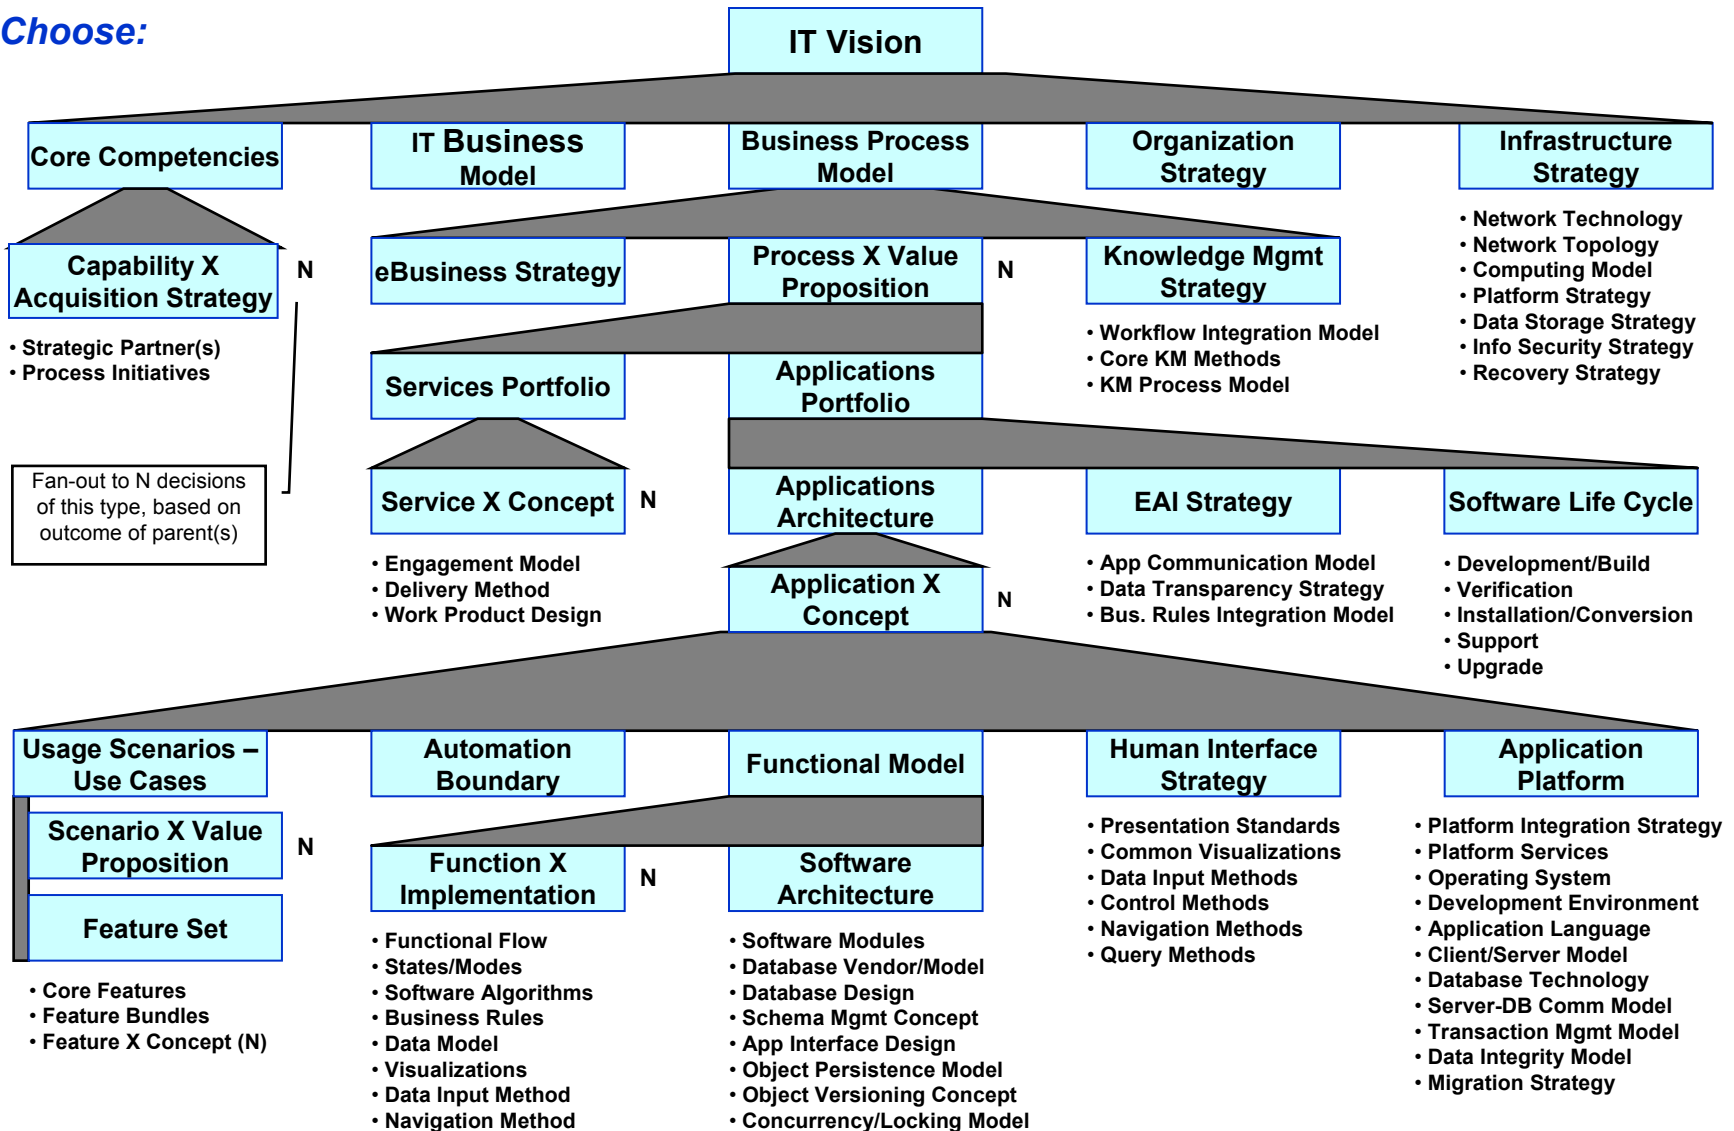 Choose:
IT Vision
Core Competencies
IT Business
Model
Business Process
Model
Organization
Strategy
Infrastructure
Strategy
• Network Technology
• Network Topology
• Computing Model
• Platform Strategy
• Data Storage Strategy
• Info Security Strategy
• Recovery Strategy
Capability X
Acquisition Strategy
N
• Strategic Partner(s)
• Process Initiatives
eBusiness Strategy
Process X Value
Proposition
N
Knowledge Mgmt
Strategy
• Workflow Integration Model
• Core KM Methods
• KM Process Model
Services Portfolio
Applications
Portfolio
Fan-out to N decisions
of this type, based on
outcome of parent(s)
Service X Concept
N
• Engagement Model
• Delivery Method
• Work Product Design
Applications
Architecture
EAI Strategy
• App Communication Model
• Data Transparency Strategy
• Bus. Rules Integration Model
Software Life Cycle
• Development/Build
• Verification
• Installation/Conversion
• Support
• Upgrade
Application X
Concept
N
Usage Scenarios –
Use Cases
Automation
Boundary
Functional Model
Human Interface
Strategy
Application
Platform
Scenario X Value
Proposition
N
Feature Set
• Core Features
• Feature Bundles
• Feature X Concept (N)
Function X
Implementation
N
• Functional Flow
• States/Modes
• Software Algorithms
• Business Rules
• Data Model
• Visualizations
• Data Input Method
• Navigation Method
Software
Architecture
• Software Modules
• Database Vendor/Model
• Database Design
• Schema Mgmt Concept
• App Interface Design
• Object Persistence Model
• Object Versioning Concept
• Concurrency/Locking Model
• Presentation Standards
• Common Visualizations
• Data Input Methods
• Control Methods
• Navigation Methods
• Query Methods
• Platform Integration Strategy
• Platform Services
• Operating System
• Development Environment
• Application Language
• Client/Server Model
• Database Technology
• Server-DB Comm Model
• Transaction Mgmt Model
• Data Integrity Model
• Migration Strategy